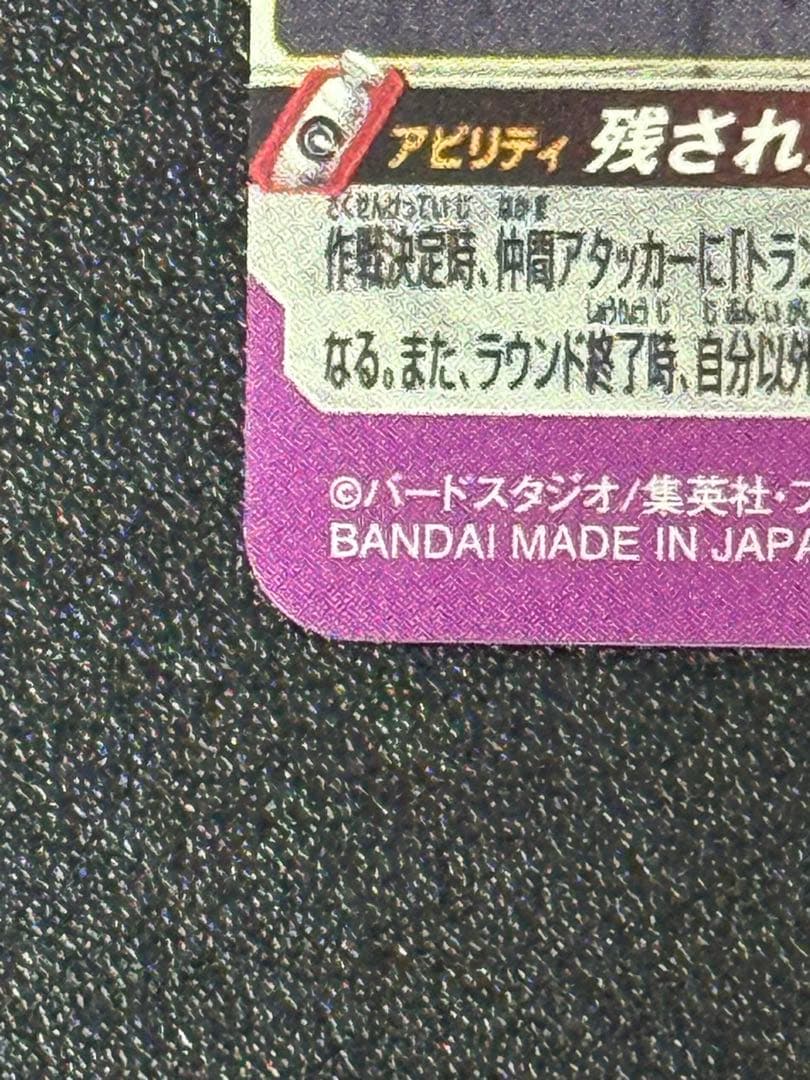 アビリティ 残され
さくせんけっていじ なかま
作戦決定時、仲間アタッカーに「トラン
しゅうりょうじ じぶんいがい
なる。また、ラウンド終了時、自分以外
©バードスタジオ/集英社・フ
BANDAI MADE IN JAPA